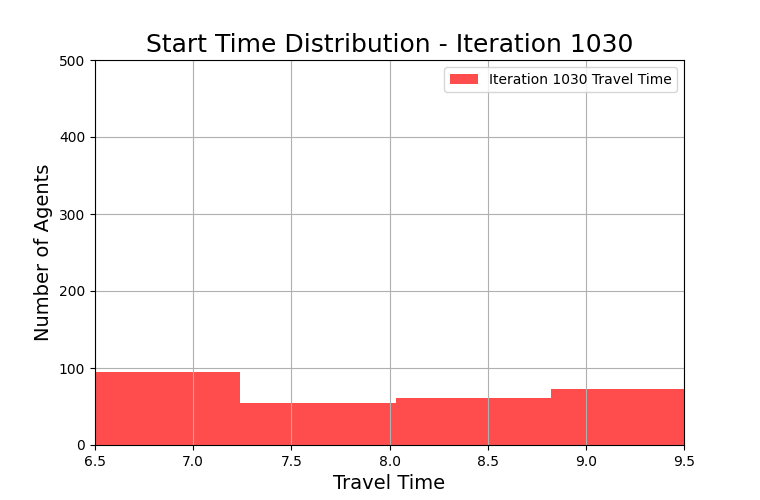 Start Time Distribution - Iteration 1030
500
Iteration 1030 Travel Time
400
300
200
100
0
Number of Agents
6.5 7.0 7.5 8.0 8.5 9.0 9.5
Travel Time